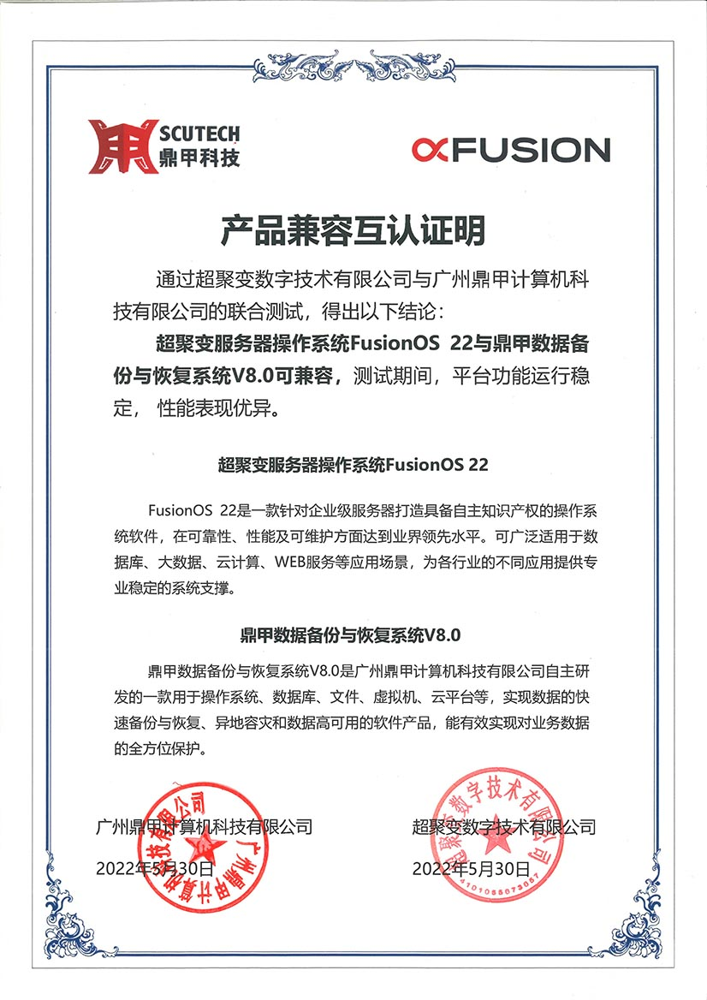 SCUTECH
鼎甲科技
FUSION
产品兼容互认证明
通过超聚变数字技术有限公司与广州鼎甲计算机科
技有限公司的联合测试，得出以下结论：
超聚变服务器操作系统FusionOS 22与鼎甲数据备
份与恢复系统V8.0可兼容，测试期间，平台功能运行稳
定， 性能表现优异。
超聚变服务器操作系统FusionOS 22
FusionOS 22是一款针对企业级服务器打造具备自主知识产权的操作系
统软件，在可靠性、性能及可维护方面达到业界领先水平。可广泛适用于数
据库、大数据、云计算、WEB服务等应用场景，为各行业的不同应用提供专
业稳定的系统支撑。
鼎甲数据备份与恢复系统V8.0
鼎甲数据备份与恢复系统V8.0是广州鼎甲计算机科技有限公司自主研
发的一款用于操作系统、数据库、文件、虚拟机、云平台等，实现数据的快
速备份与恢复、异地容灾和数据高可用的软件产品，能有效实现对业务数据
的全方位保护。
广州鼎甲计算机科技有限公司
2022年5月30日
广州鼎甲计算机科技有限公司
超聚变数字技术有限公司
2022年5月30日
超聚变数字技术有限公司